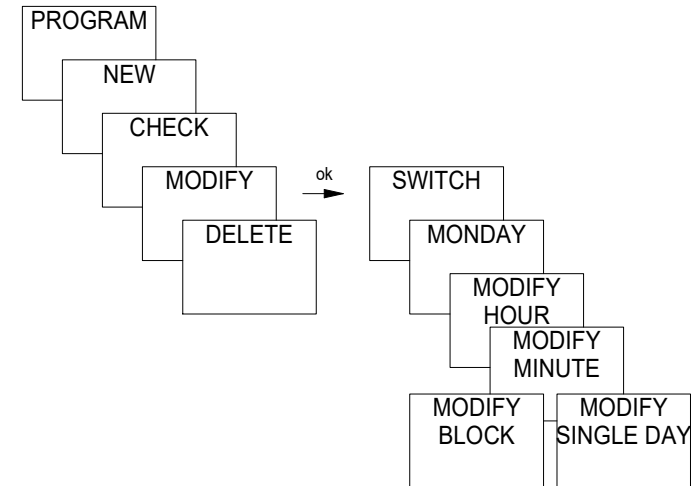 PROGRAM
NEW
CHECK
MODIFY
DELETE
ok
SWITCH
MONDAY
MODIFY
HOUR
MODIFY
MINUTE
MODIFY
BLOCK
MODIFY
SINGLE DAY